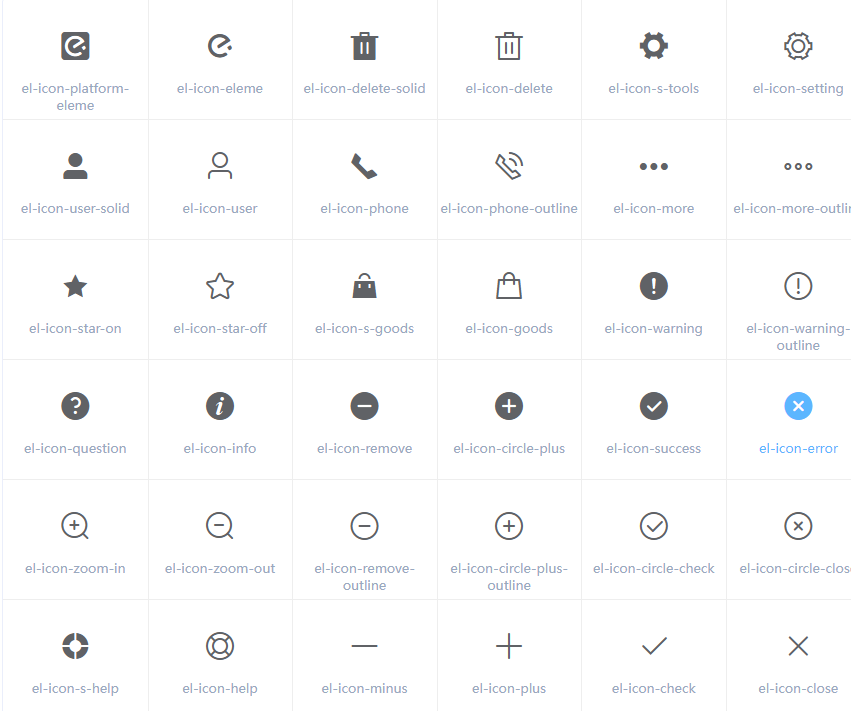 el-icon-platform-
eleme
el-icon-eleme
el-icon-delete-solid
el-icon-delete
el-icon-s-tools
el-icon-setting
el-icon-user-solid
el-icon-user
el-icon-phone
el-icon-phone-outline
el-icon-more
el-icon-more-outlin
el-icon-star-on
el-icon-star-off
el-icon-s-goods
el-icon-goods
el-icon-warning
el-icon-warning-
outline
el-icon-question
el-icon-info
el-icon-remove
el-icon-circle-plus
el-icon-success
el-icon-error
el-icon-zoom-in
el-icon-zoom-out
el-icon-remove-
outline
el-icon-circle-plus-
outline
el-icon-circle-check
el-icon-circle-close
el-icon-s-help
el-icon-help
el-icon-minus
el-icon-plus
el-icon-check
el-icon-close